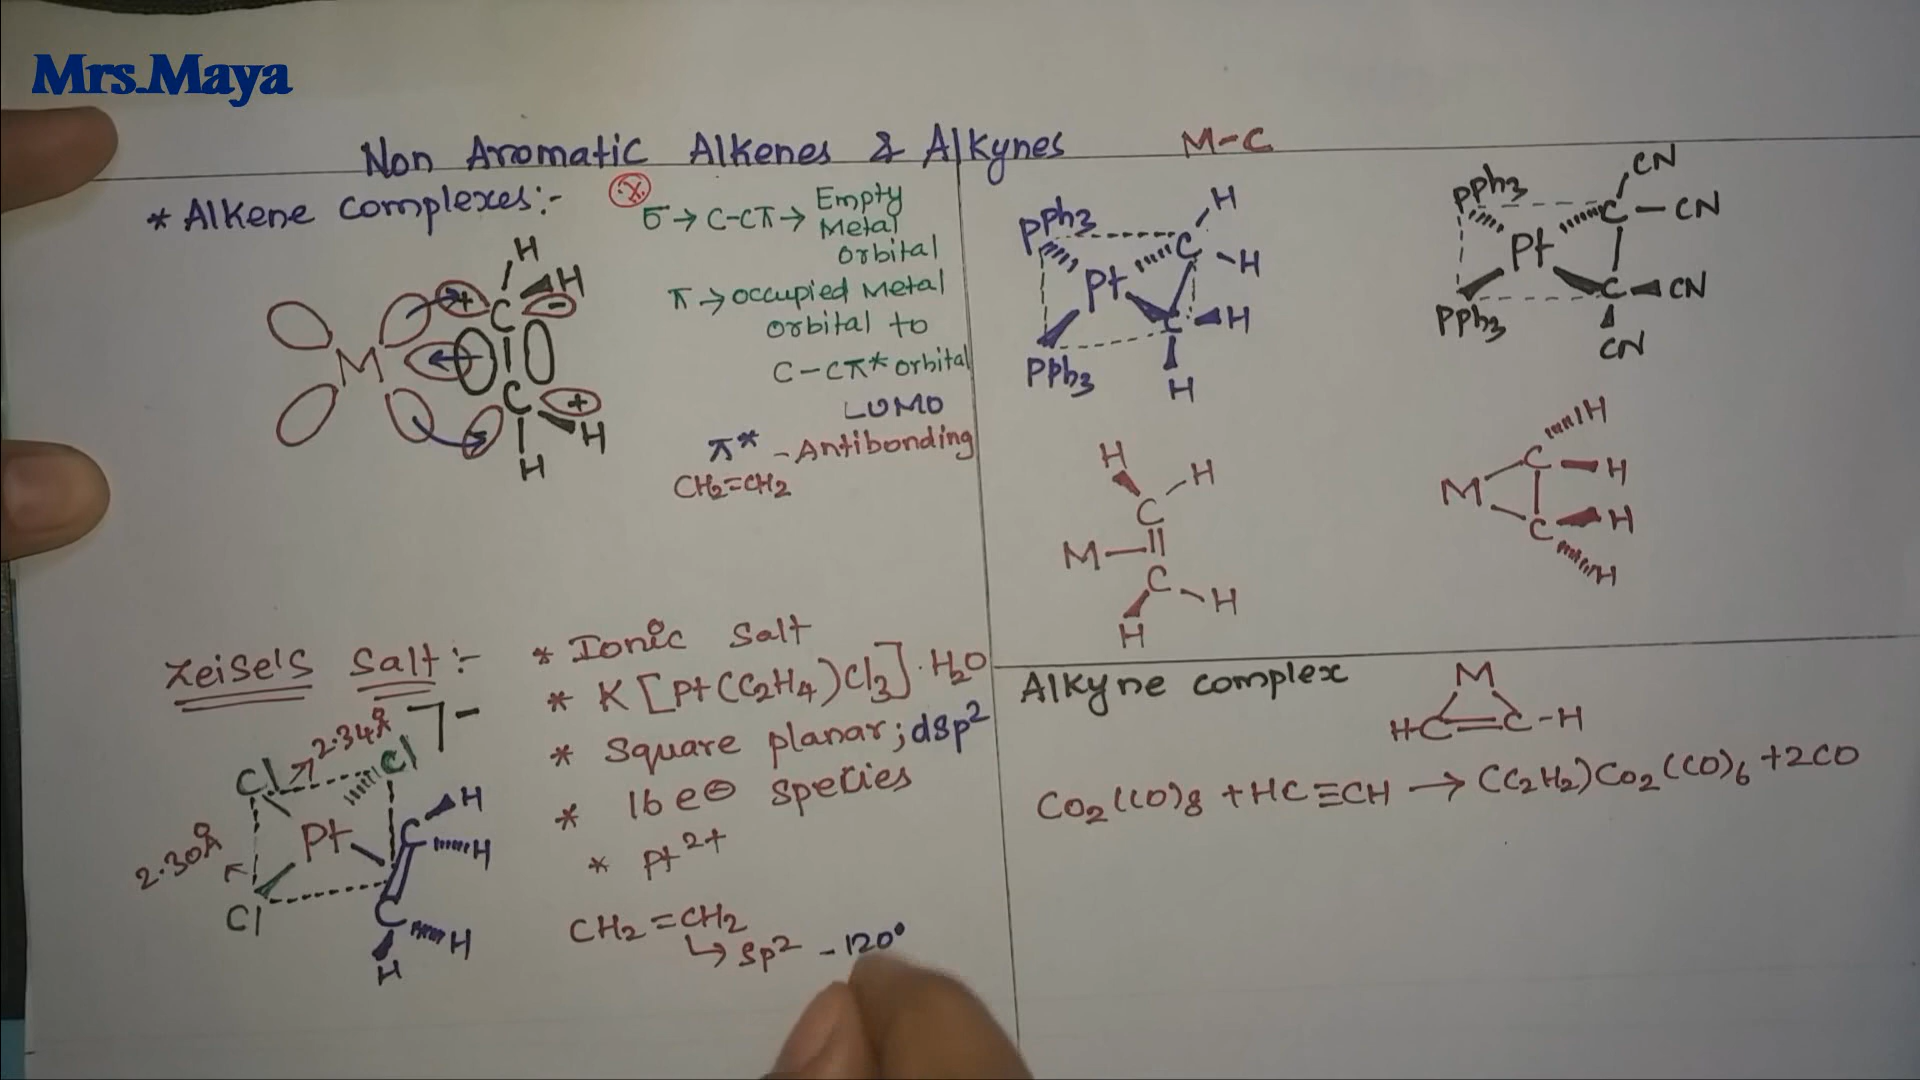 Mrs.Maya
Non Aromatic Alkenes & Alkynes M-C
* Alkene complexes:-
σ → C-Cπ → Empty
Metal
orbital
π → occupied Metal
orbital to
C-Cπ* orbital
LUMO
π* - Antibonding
CH2=CH2
H
H
C
+
-
M
C
+
-
H
H
Zeisel's Salt:-
* Ionic Salt
* K[Pt(C2H4)Cl3]·H2O
* Square planar; dsp2
* 16 e⊖ species
* Pt2+
CH2=CH2
↳ sp2 - 120°
2.34Å
]-
Cl
Cl
Pt
C
H
H
2.30Å
Cl
C
H
H
PPh3
C
H
H
Pt
C
H
H
PPh3
PPh3
C
CN
CN
Pt
C
CN
CN
PPh3
H
H
C
M
C
H
H
C
H
H
M
C
H
H
Alkyne complex
M
HC=C-H
Co2(CO)8 + HC≡CH → (C2H2)Co2(CO)6 + 2CO